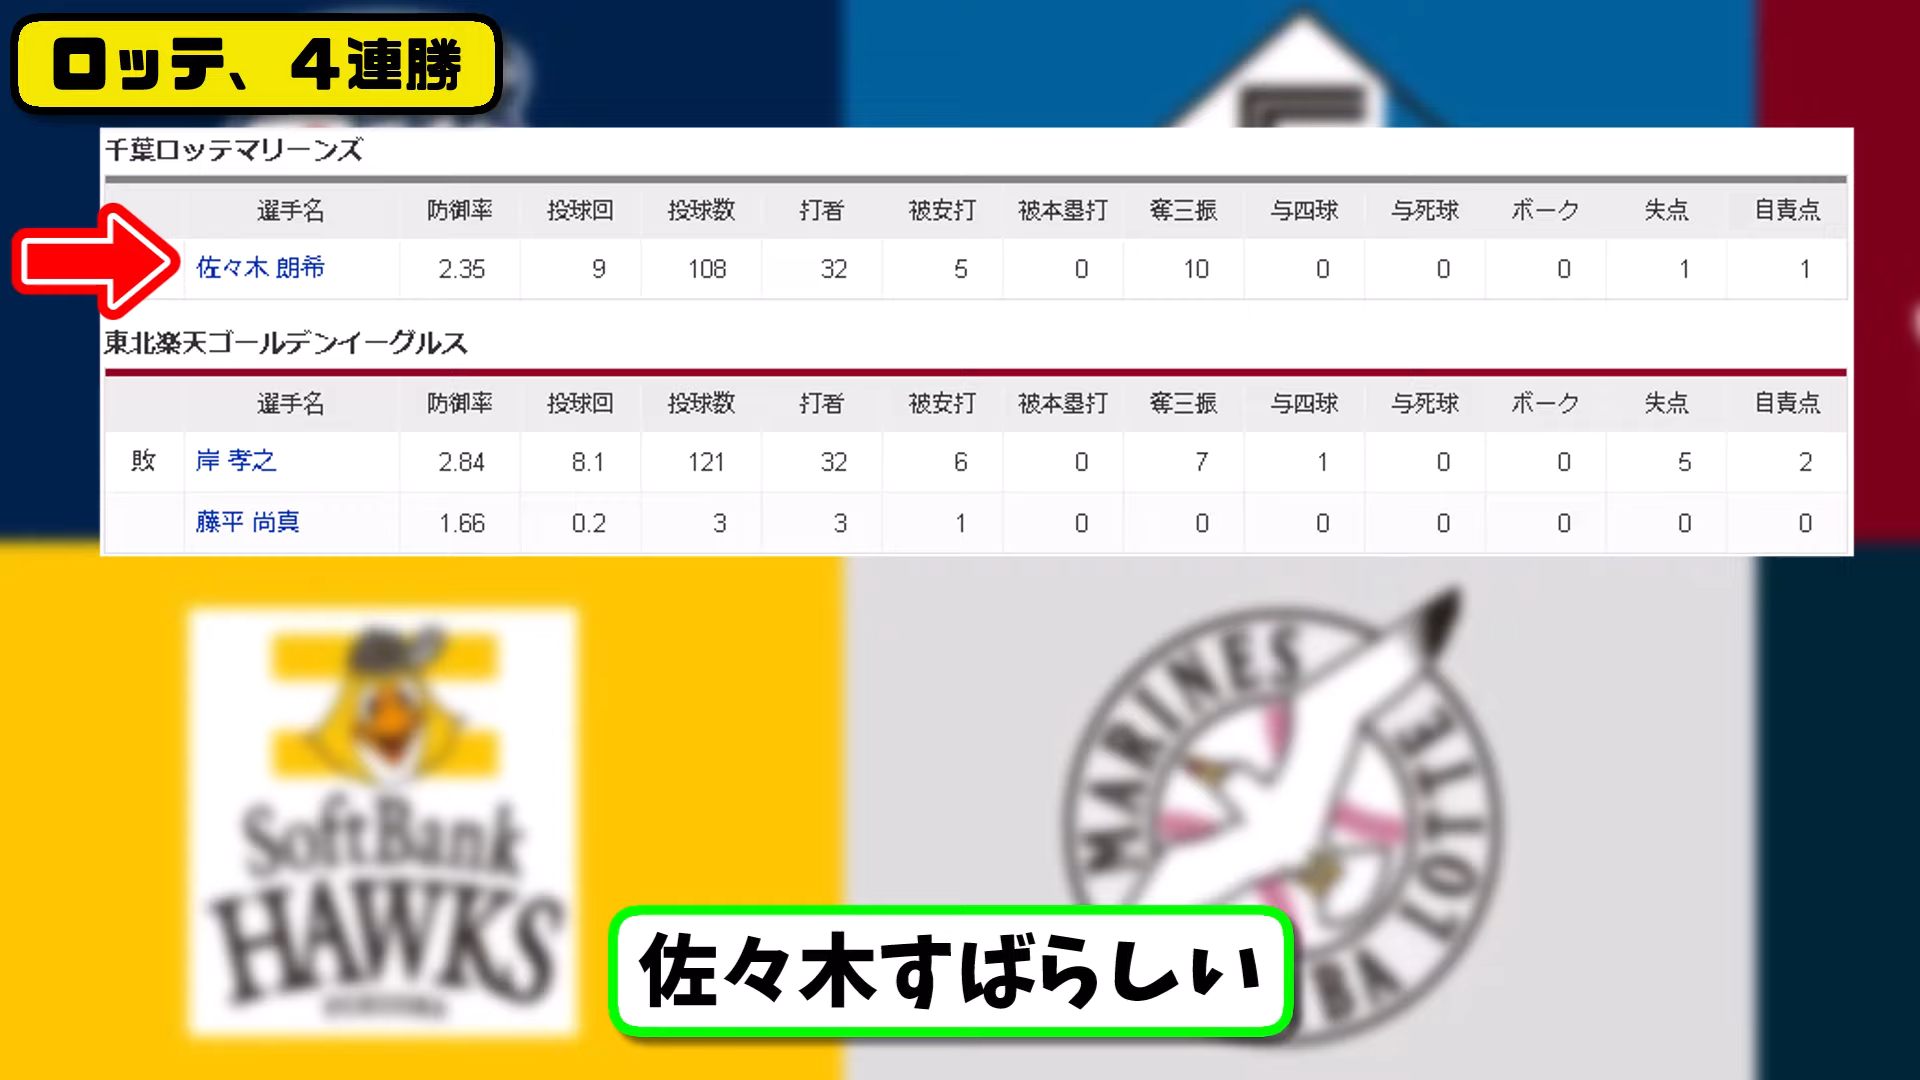 ロッテ、4連勝
千葉ロッテマリーンズ
選手名 防御率 投球回 投球数 打者 被安打 被本塁打 奪三振 与四球 与死球 ボーク 失点 自責点
佐々木 朗希 2.35 9 108 32 5 0 10 0 0 0 1 1
東北楽天ゴールデンイーグルス
選手名 防御率 投球回 投球数 打者 被安打 被本塁打 奪三振 与四球 与死球 ボーク 失点 自責点
敗 岸 孝之 2.84 8.1 121 32 6 0 7 1 0 0 5 2
藤平 尚真 1.66 0.2 3 3 1 0 0 0 0 0 0 0
SoftBank
HAWKS
MARINES
LOTTE
佐々木すばらしい